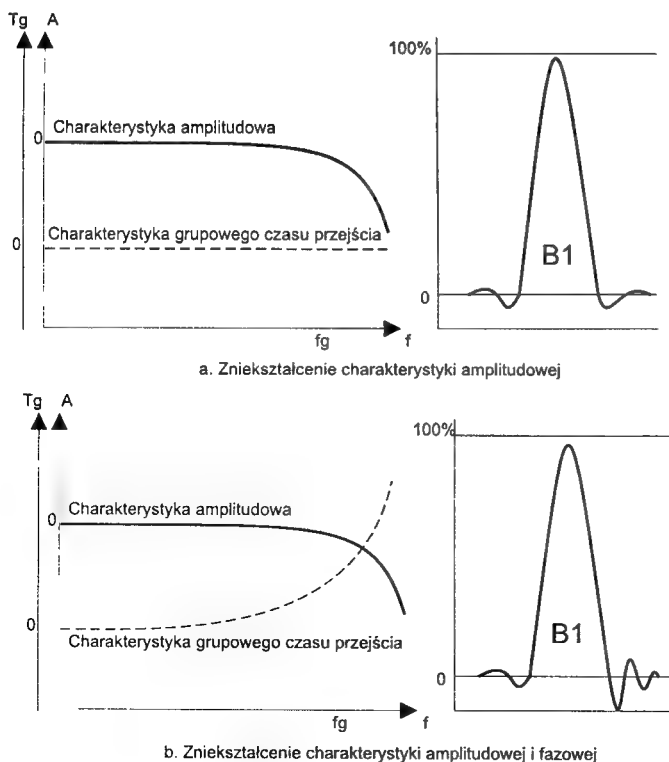 Tg A
100%
0
Charakterystyka amplitudowa
0
Charakterystyka grupowego czasu przejścia
B1
0
fg f
a. Zniekształcenie charakterystyki amplitudowej
Tg A
100%
0
Charakterystyka amplitudowa
0
Charakterystyka grupowego czasu przejścia
B1
0
fg f
b. Zniekształcenie charakterystyki amplitudowej i fazowej